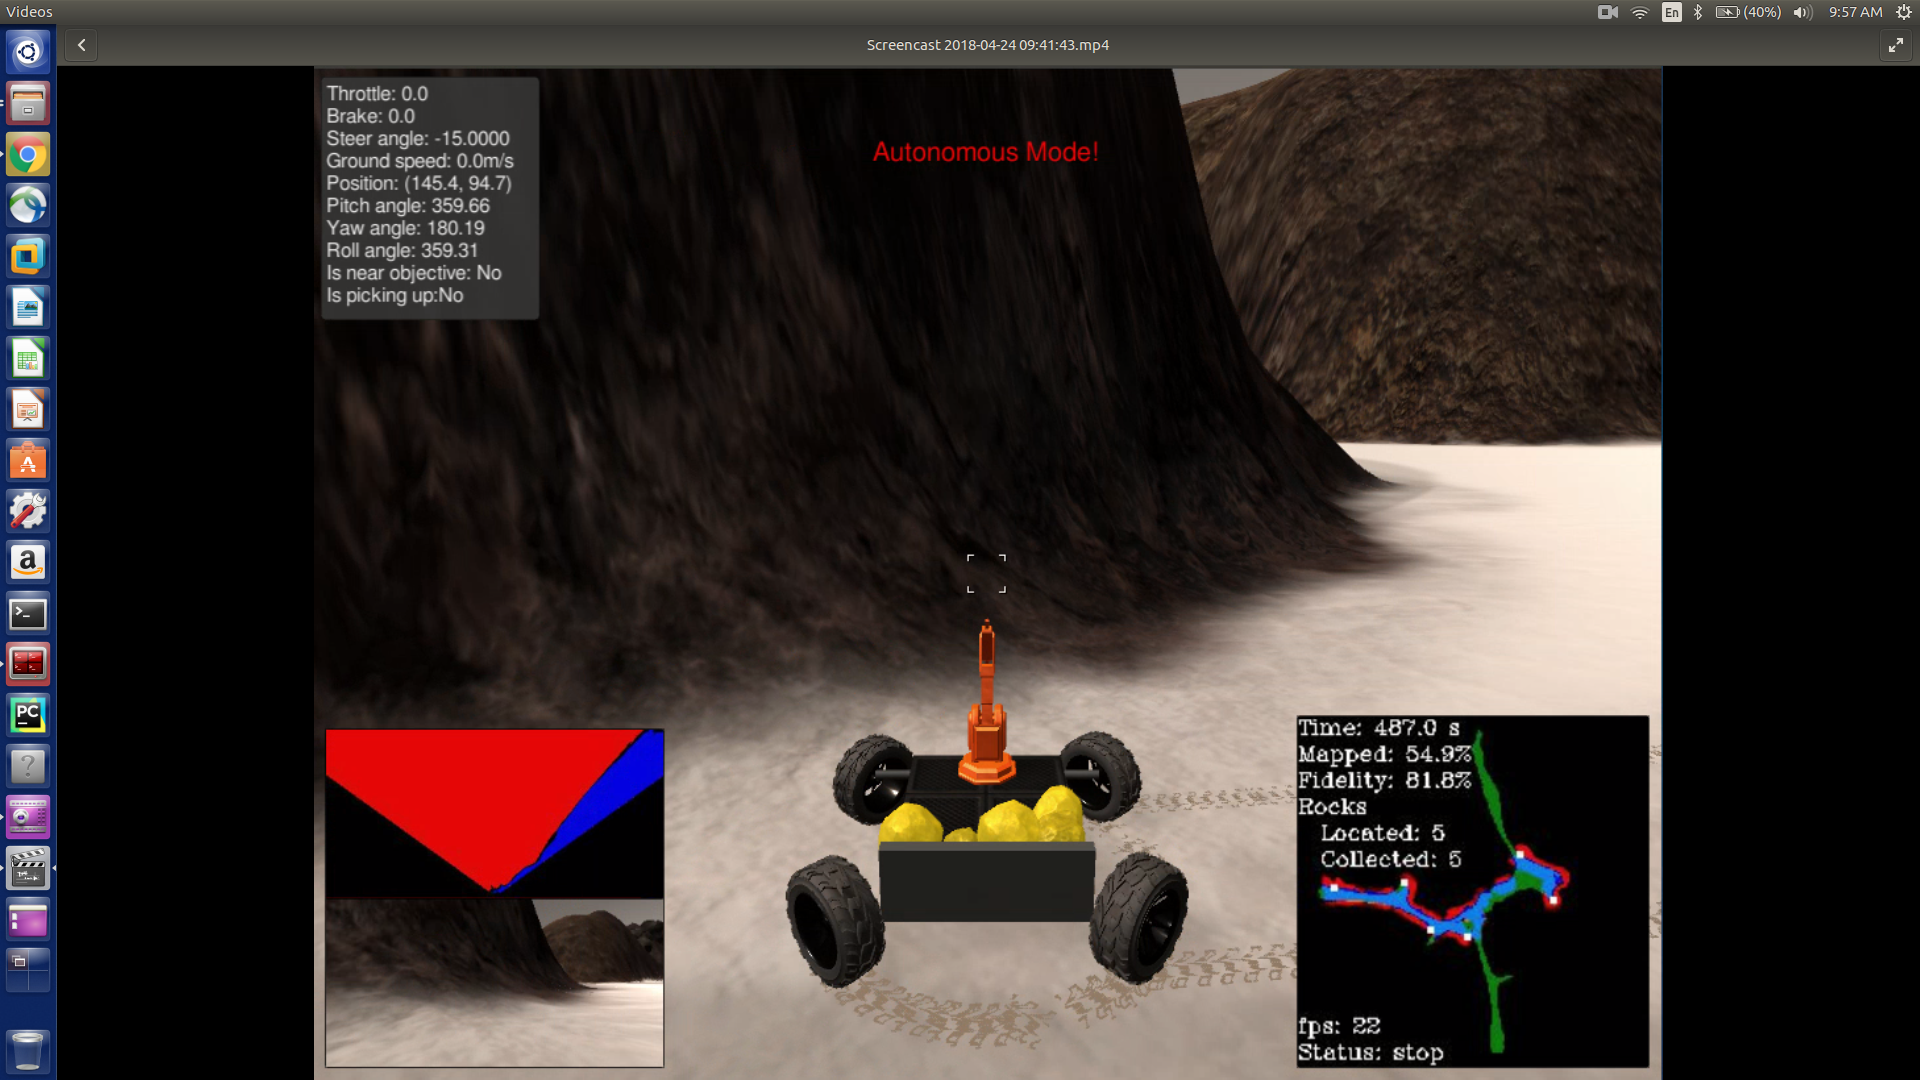 Videos
En
(40%)
9:57 AM
Screencast 2018-04-24 09:41:43.mp4
Throttle: 0.0
Brake: 0.0
Steer angle: -15.0000
Ground speed: 0.0m/s
Position: (145.4, 94.7)
Pitch angle: 359.66
Yaw angle: 180.19
Roll angle: 359.31
Is near objective: No
Is picking up:No
Autonomous Mode!
a
>_
PC
?
Time: 487.0 s
Mapped: 54.9%
Fidelity: 81.8%
Rocks
Located: 5
Collected: 5
fps: 22
Status: stop